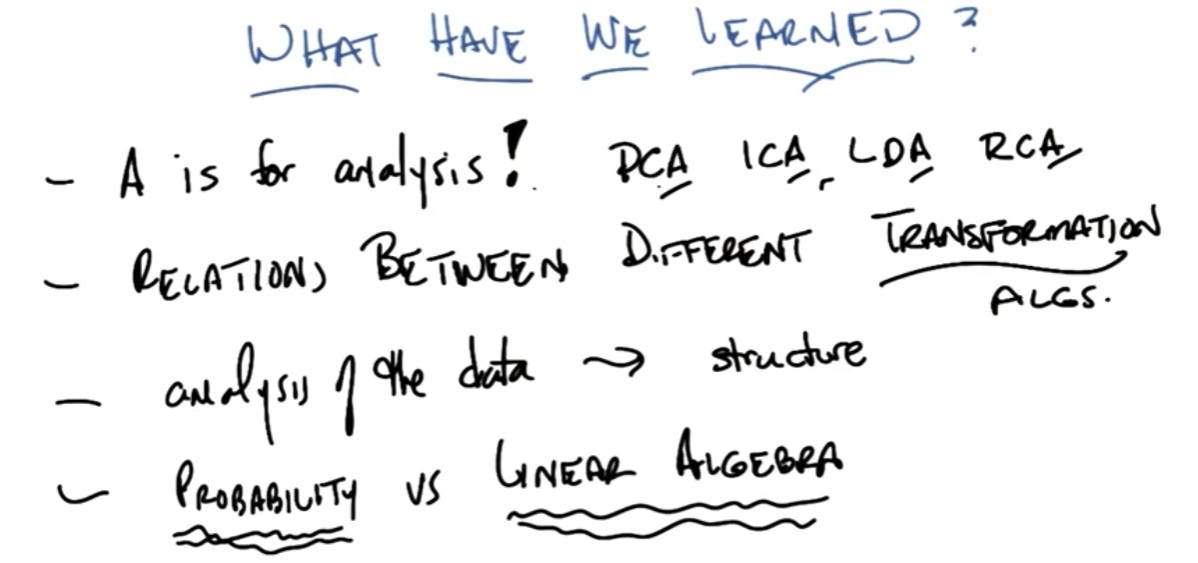 WHAT HAVE WE LEARNED?
- A is for analysis! PCA ICA, LDA RCA
- RELATIONS BETWEEN DIFFERENT TRANSFORMATION
ALGS.
- analysis of the data → structure
- PROBABILITY vs LINEAR ALGEBRA